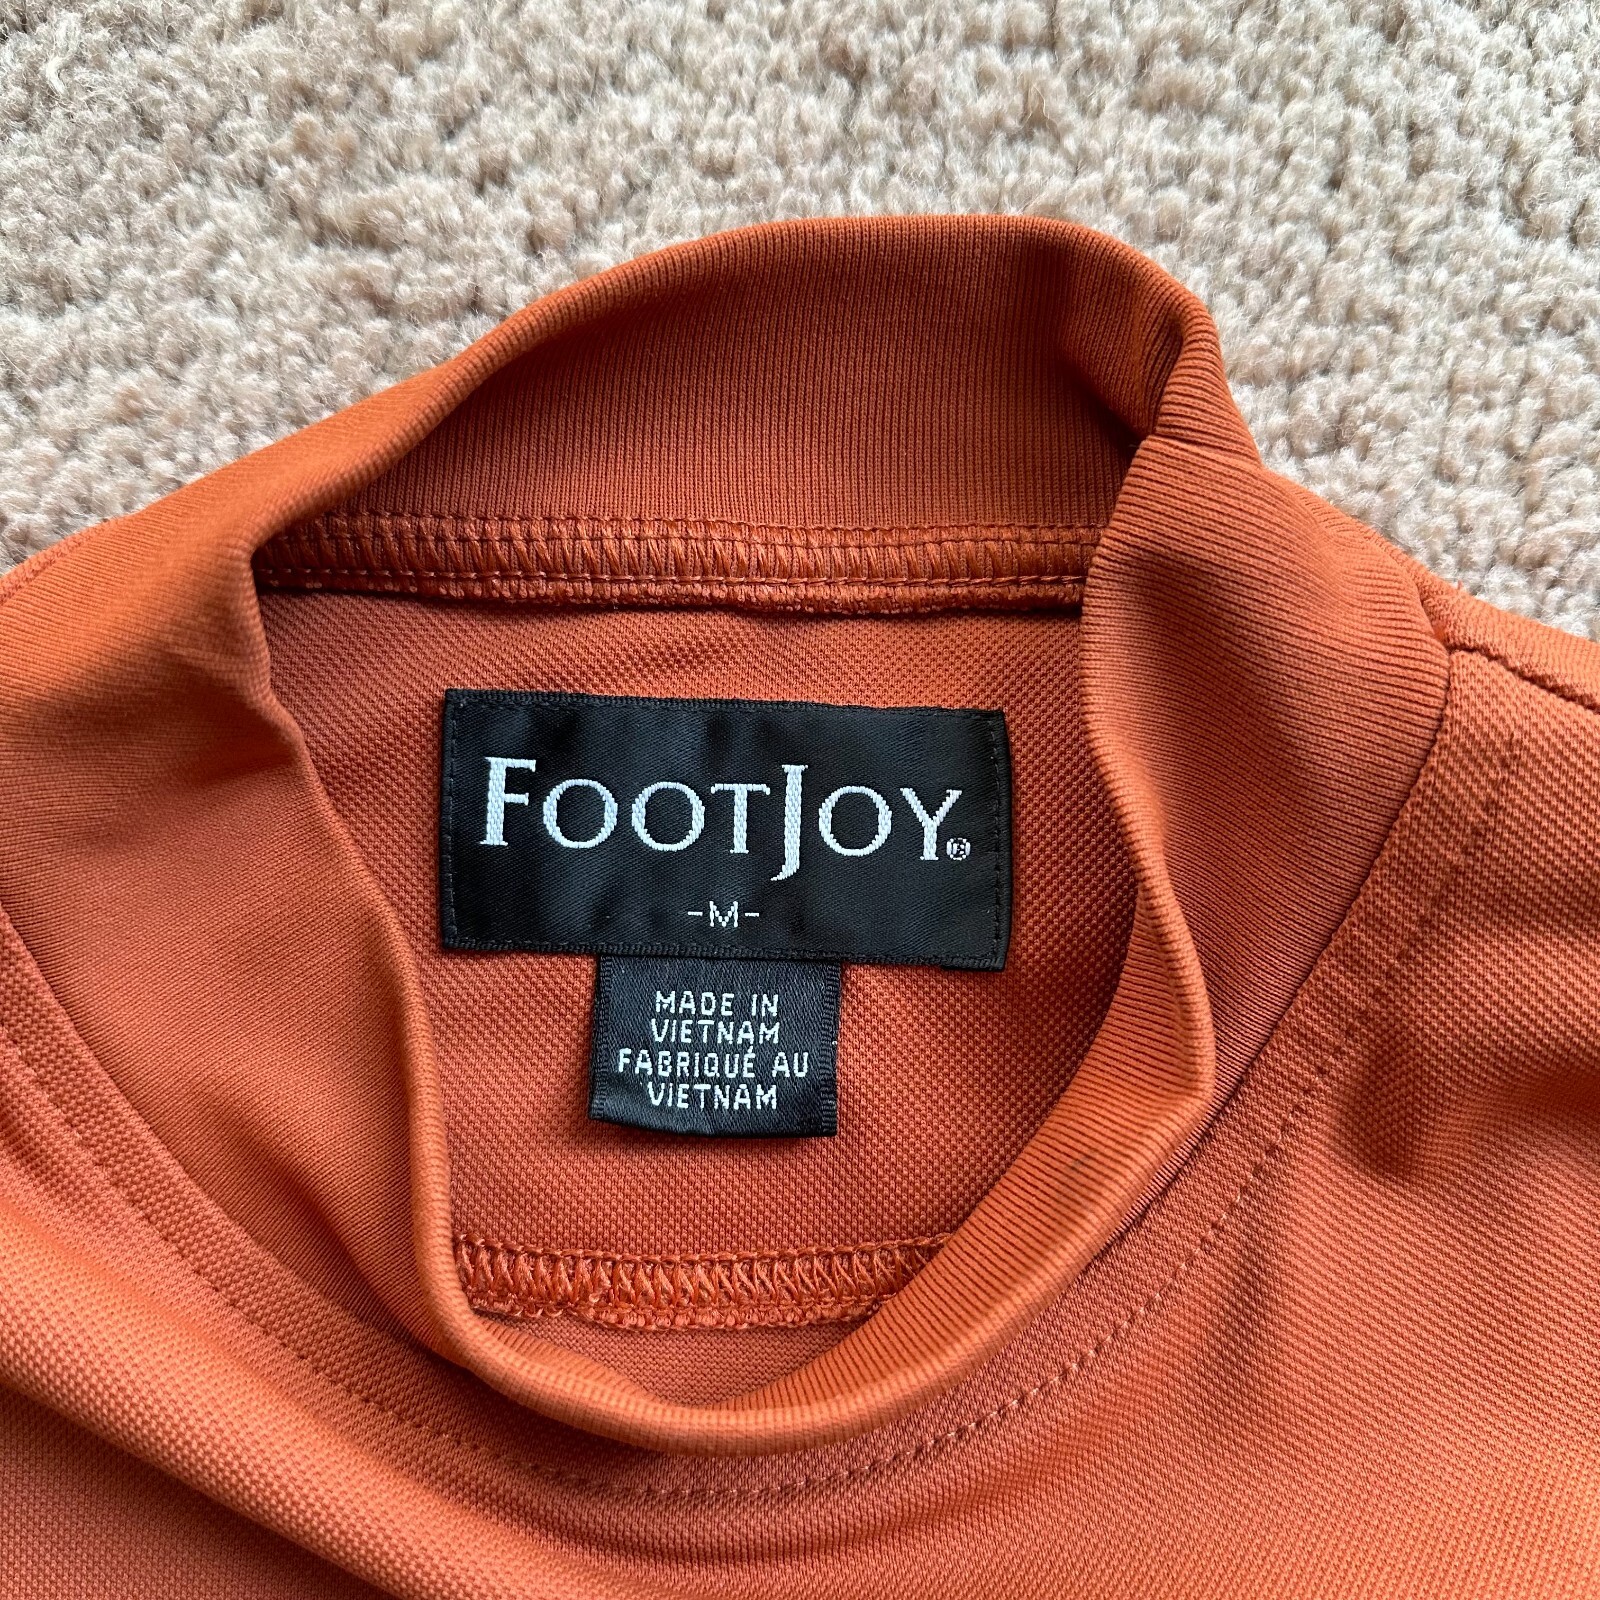 FOOTJOY®
-M-
MADE IN
VIETNAM
FABRIQUÉ AU
VIETNAM